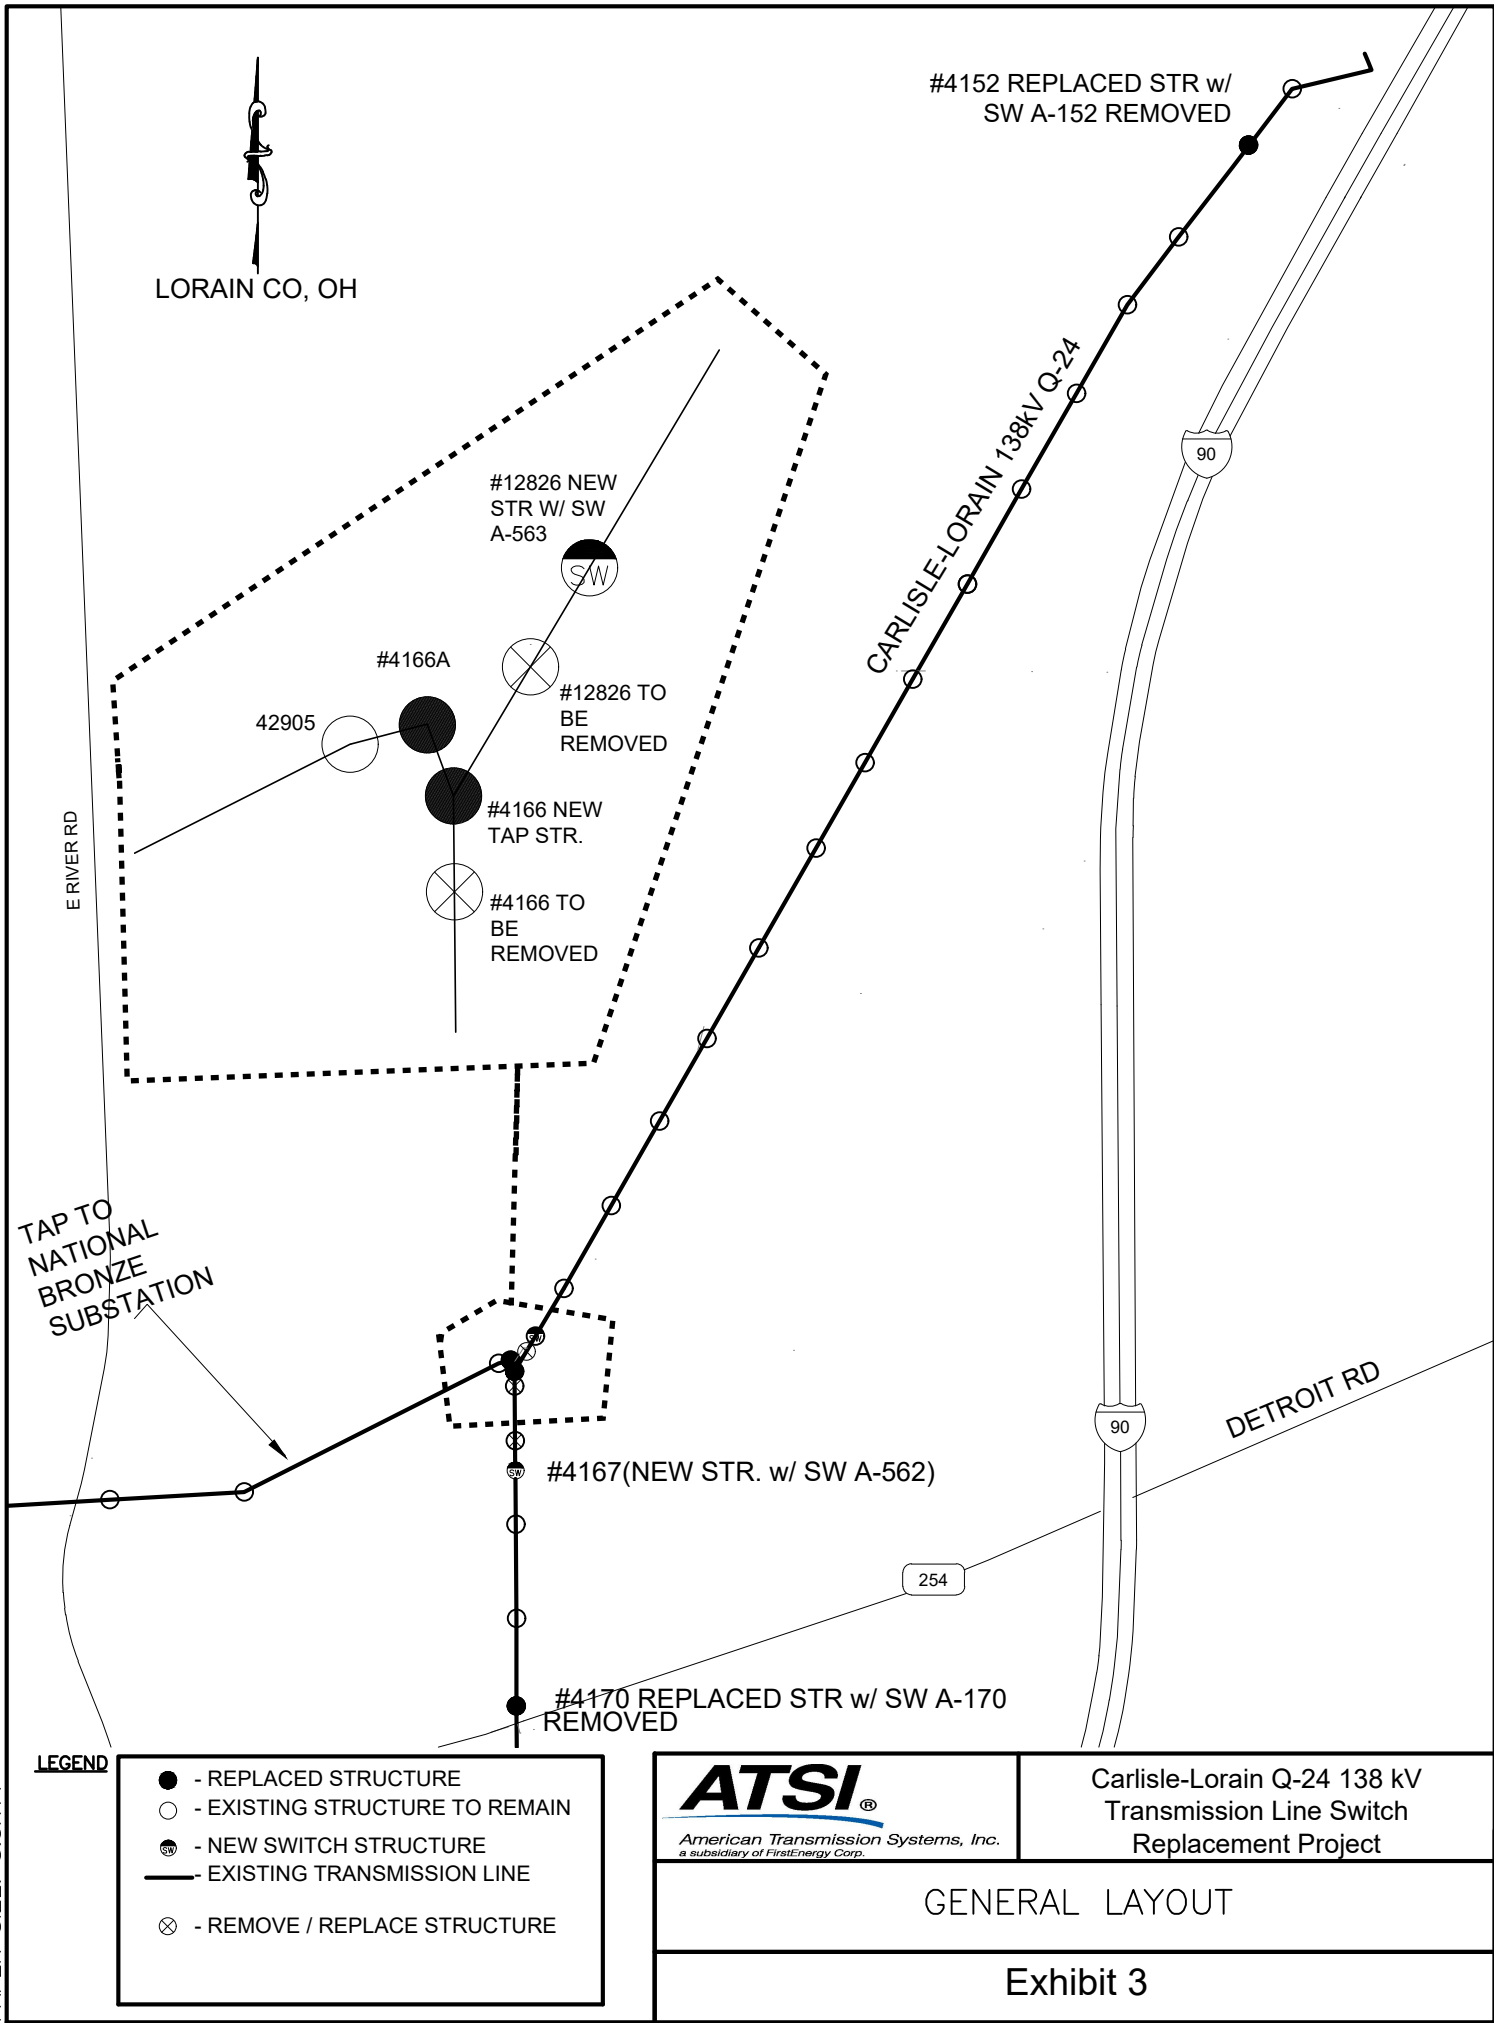 #4152 REPLACED STR w/
SW A-152 REMOVED
LORAIN CO, OH
CARLISLE-LORAIN 138kV Q-24
90
#12826 NEW
STR W/ SW
A-563
SW
#4166A
#12826 TO
BE
REMOVED
42905
#4166 NEW
TAP STR.
E RIVER RD
#4166 TO
BE
REMOVED
TAP TO
NATIONAL
BRONZE
SUBSTATION
SW
DETROIT RD
90
SW
#4167(NEW STR. w/ SW A-562)
254
#4170 REPLACED STR w/ SW A-170
REMOVED
LEGEND
- REPLACED STRUCTURE
- EXISTING STRUCTURE TO REMAIN
SW - NEW SWITCH STRUCTURE
- EXISTING TRANSMISSION LINE
- REMOVE / REPLACE STRUCTURE
ATSI®
American Transmission Systems, Inc.
a subsidiary of FirstEnergy Corp.
Carlisle-Lorain Q-24 138 kV
Transmission Line Switch
Replacement Project
GENERAL LAYOUT
Exhibit 3